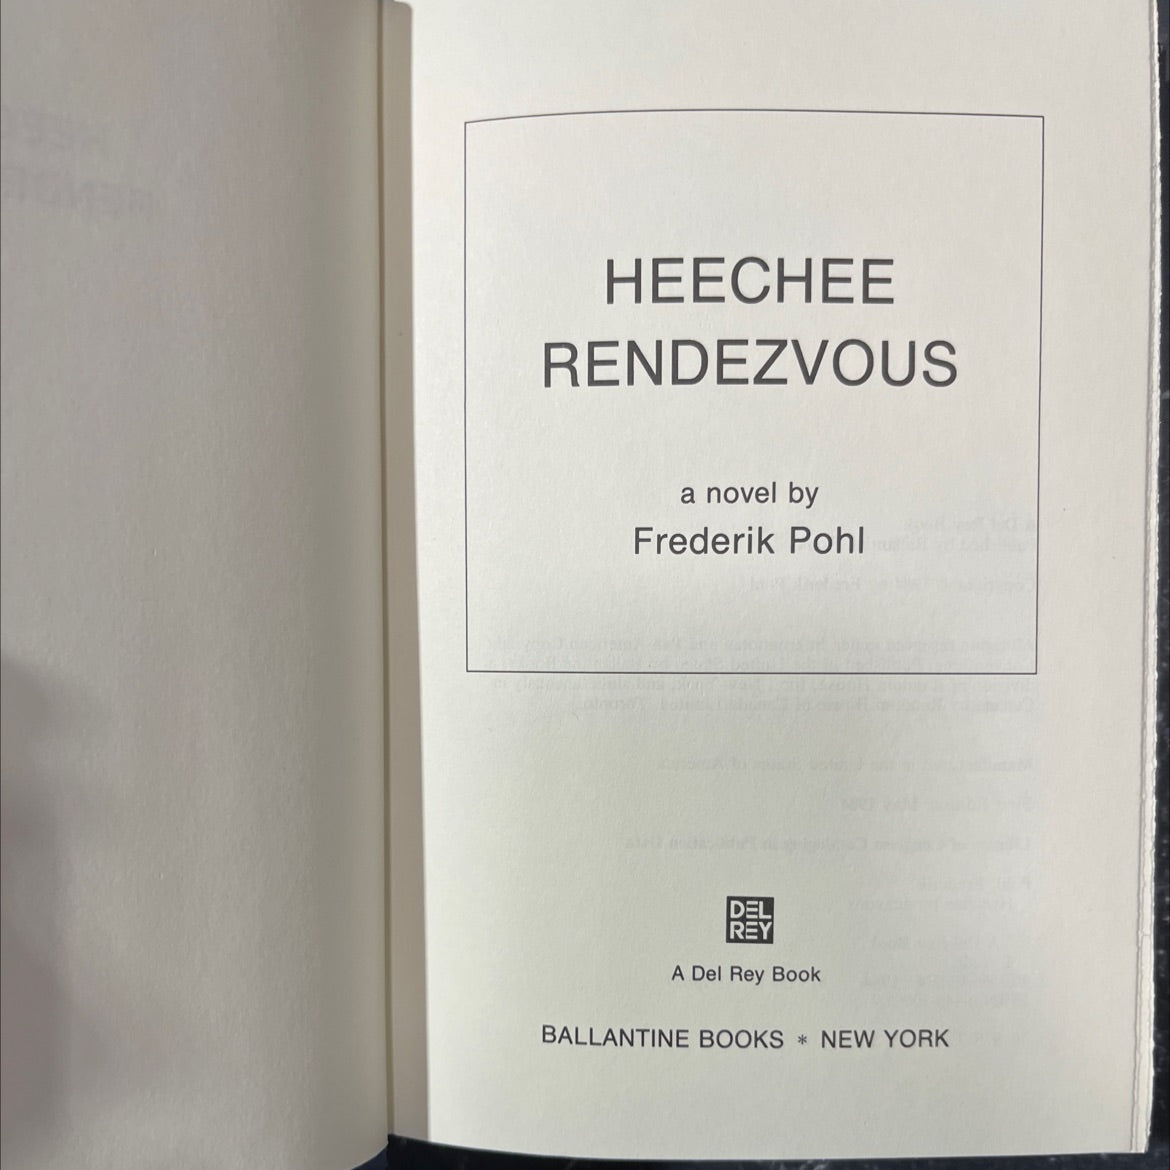 HEECHEE
RENDEZVOUS
a novel by
Frederik Pohl
DEL
REY
A Del Rey Book
BALLANTINE BOOKS * NEW YORK